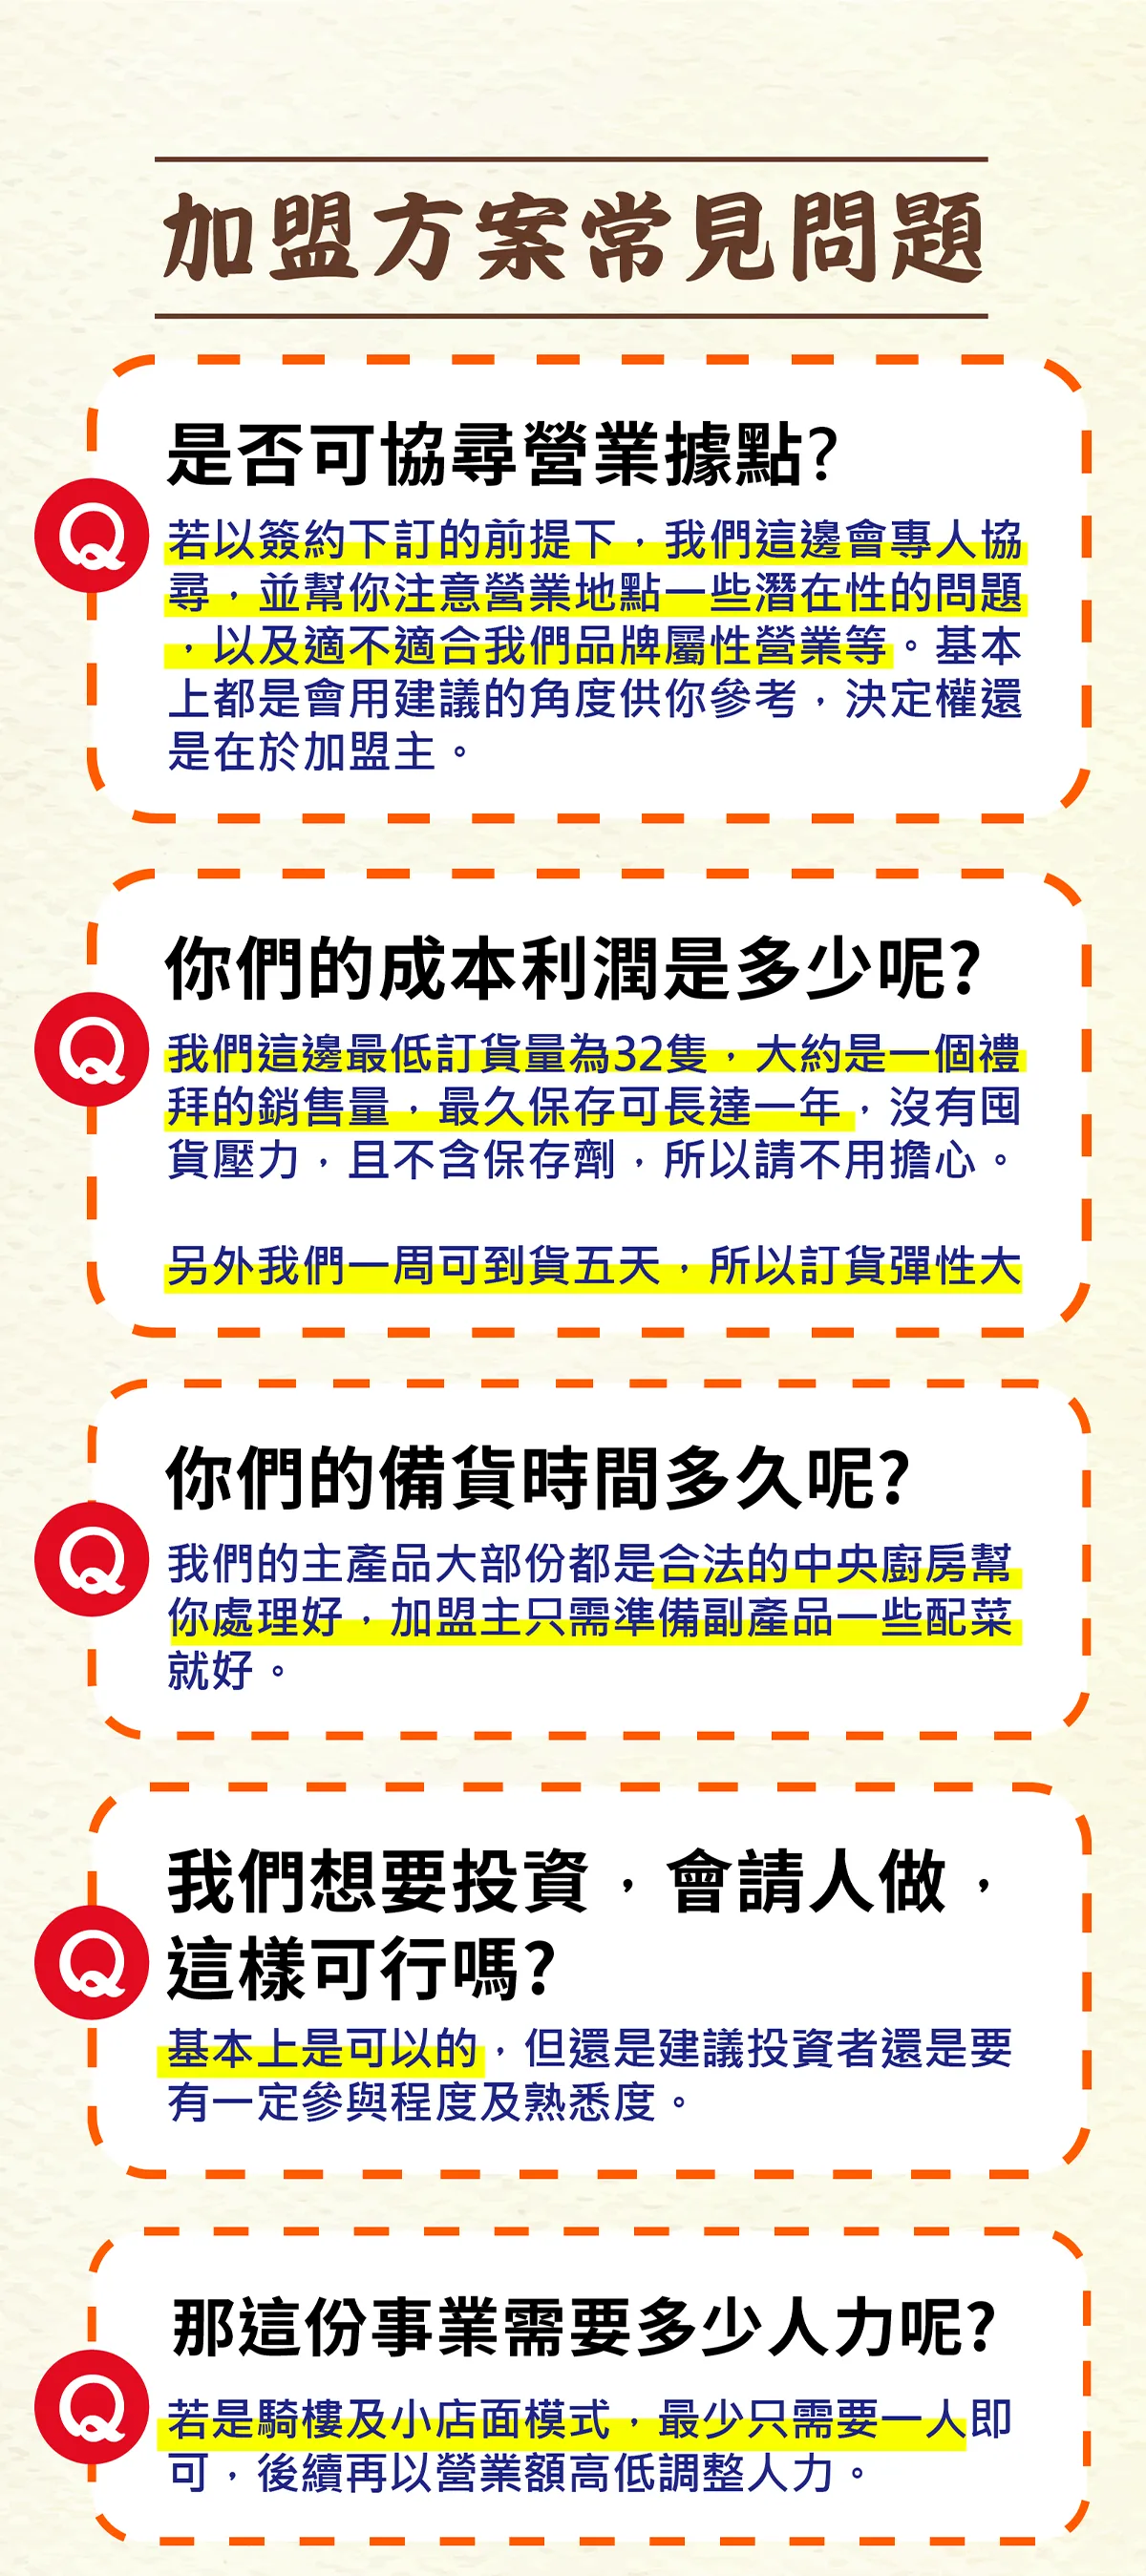 加盟方案常見問題
是否可協尋營業據點?
Q
若以簽約下訂的前提下，我們這邊會專人協
尋，並幫你注意營業地點一些潛在性的問題
，以及適不適合我們品牌屬性營業等。基本
上都是會用建議的角度供你參考，決定權還
是在於加盟主。
你們的成本利潤是多少呢?
Q
我們這邊最低訂貨量為32隻，大約是一個禮
拜的銷售量，最久保存可長達一年，沒有囤
貨壓力，且不含保存劑，所以請不用擔心。
另外我們一周可到貨五天，所以訂貨彈性大
你們的備貨時間多久呢?
Q
我們的主產品大部份都是合法的中央廚房幫
你處理好，加盟主只需準備副產品一些配菜
就好。
我們想要投資，會請人做，
這樣可行嗎?
Q
基本上是可以的，但還是建議投資者還是要
有一定參與程度及熟悉度。
那這份事業需要多少人力呢?
Q
若是騎樓及小店面模式，最少只需要一人即
可，後續再以營業額高低調整人力。